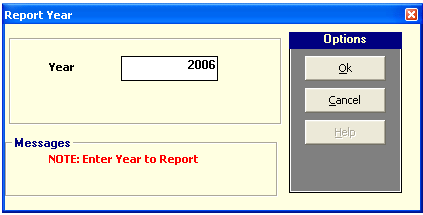 Report Year
Year 2006
Options
Ok
Cancel
Help
Messages
NOTE: Enter Year to Report